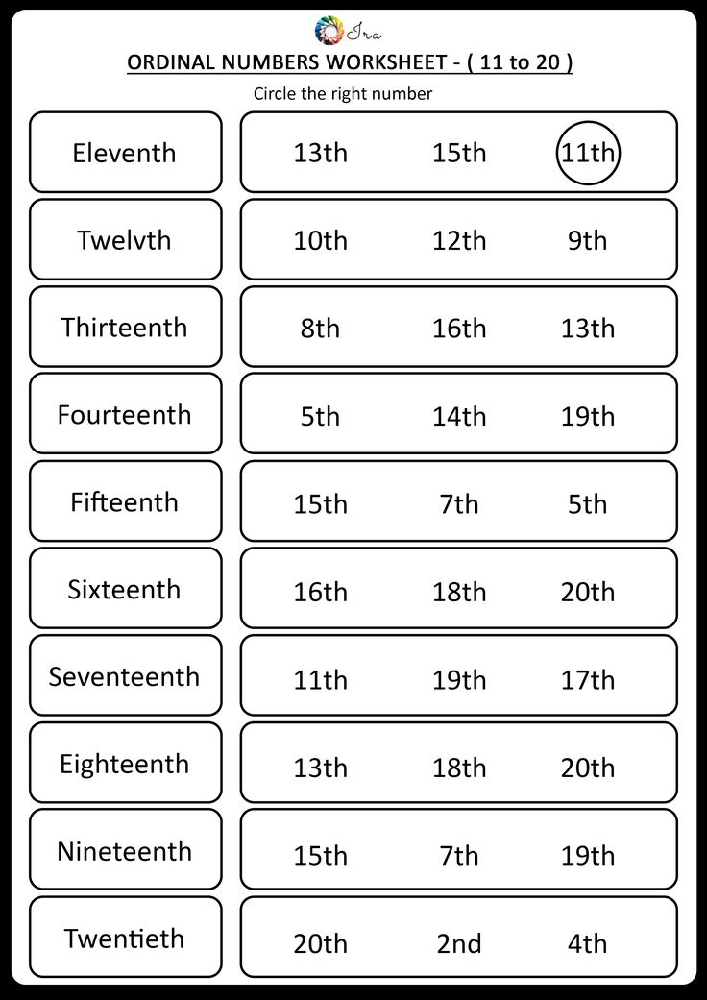 Ira
ORDINAL NUMBERS WORKSHEET - ( 11 to 20 )
Circle the right number
Eleventh 13th 15th 11th
Twelvth 10th 12th 9th
Thirteenth 8th 16th 13th
Fourteenth 5th 14th 19th
Fifteenth 15th 7th 5th
Sixteenth 16th 18th 20th
Seventeenth 11th 19th 17th
Eighteenth 13th 18th 20th
Nineteenth 15th 7th 19th
Twentieth 20th 2nd 4th